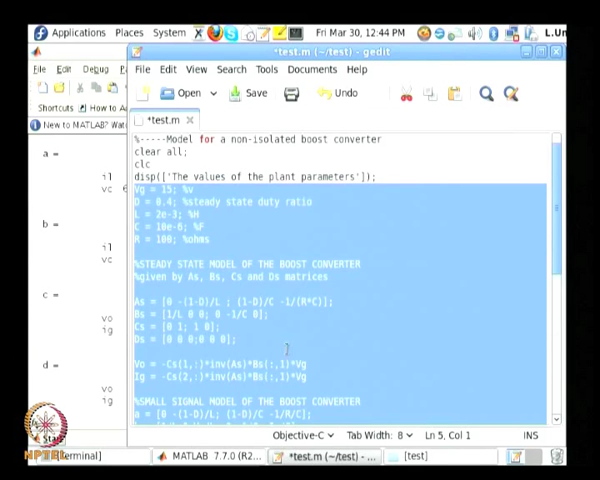 Applications Places System Fri Mar 30, 12:44 PM L.Un
*test.m (~/test) - gedit
File Edit Debug
File Edit View Search Tools Documents Help
Open Save Undo
Shortcuts How to A
*test.m
New to MATLAB? Wat
%-----Model for a non-isolated boost converter
clear all;
clc
disp(['The values of the plant parameters']);
Vg = 15; %v
D = 0.4; %steady state duty ratio
L = 2e-3; %H
C = 10e-6; %F
R = 100; %ohms
%STEADY STATE MODEL OF THE BOOST CONVERTER
%given by As, Bs, Cs and Ds matrices
As = [0 -(1-D)/L ; (1-D)/C -1/(R*C)];
Bs = [1/L 0 0; 0 -1/C 0];
Cs = [0 1; 1 0];
Ds = [0 0 0;0 0 0];
Vo = -Cs(1,:)*inv(As)*Bs(:,1)*Vg
Ig = -Cs(2,:)*inv(As)*Bs(:,1)*Vg
%SMALL SIGNAL MODEL OF THE BOOST CONVERTER
a = [0 -(1-D)/L; (1-D)/C -1/R/C];
a =
il
vc
b =
il
vc
c =
vo
ig
d =
vo
ig
Start
Objective-C Tab Width: 8 Ln 5, Col 1 INS
NPTEL
[Terminal] MATLAB 7.7.0 (R2... *test.m (~/test) - ... [test]